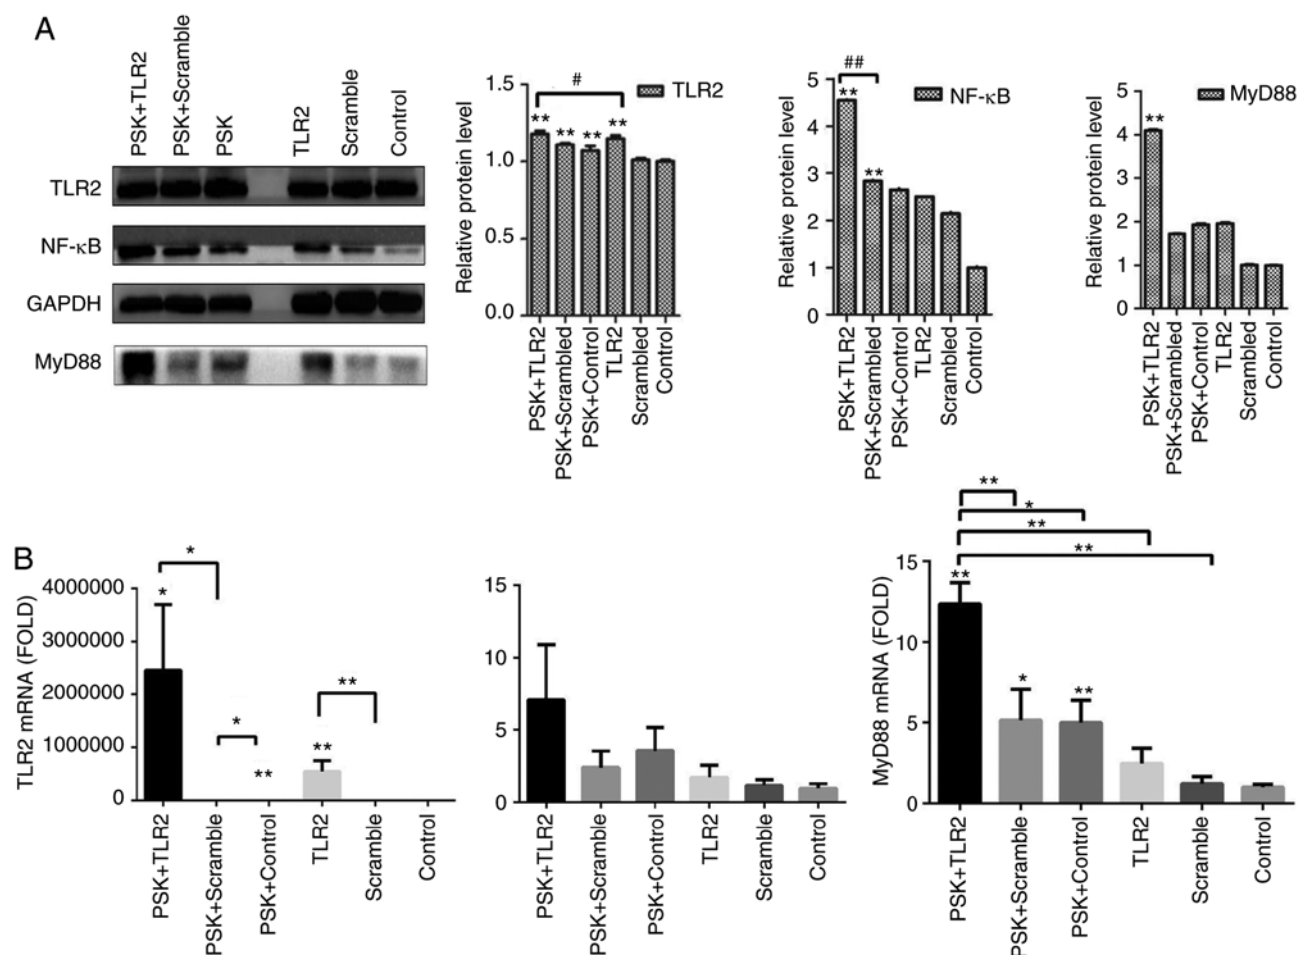 A
PSK+TLR2
PSK+Scramble
PSK
TLR2
Scramble
Control
TLR2
NF-κB
GAPDH
MyD88
#
TLR2
Relative protein level
1.5
1.0
0.5
0.0
**
**
**
**
PSK+TLR2
PSK+Scrambled
PSK+Control
TLR2
Scrambled
Control
##
NF-κB
Relative protein level
5
4
3
2
1
0
**
**
PSK+TLR2
PSK+Scrambled
PSK+Control
TLR2
Scrambled
Control
MyD88
Relative protein level
5
4
3
2
1
0
**
PSK+TLR2
PSK+Scrambled
PSK+Control
TLR2
Scrambled
Control
B
TLR2 mRNA (FOLD)
4000000
3000000
2000000
1000000
0
*
*
*
**
**
**
PSK+TLR2
PSK+Scramble
PSK+Control
TLR2
Scramble
Control
15
10
5
0
PSK+TLR2
PSK+Scramble
PSK+Control
TLR2
Scramble
Control
MyD88 mRNA (FOLD)
15
10
5
0
**
*
**
**
**
*
**
PSK+TLR2
PSK+Scramble
PSK+Control
TLR2
Scramble
Control